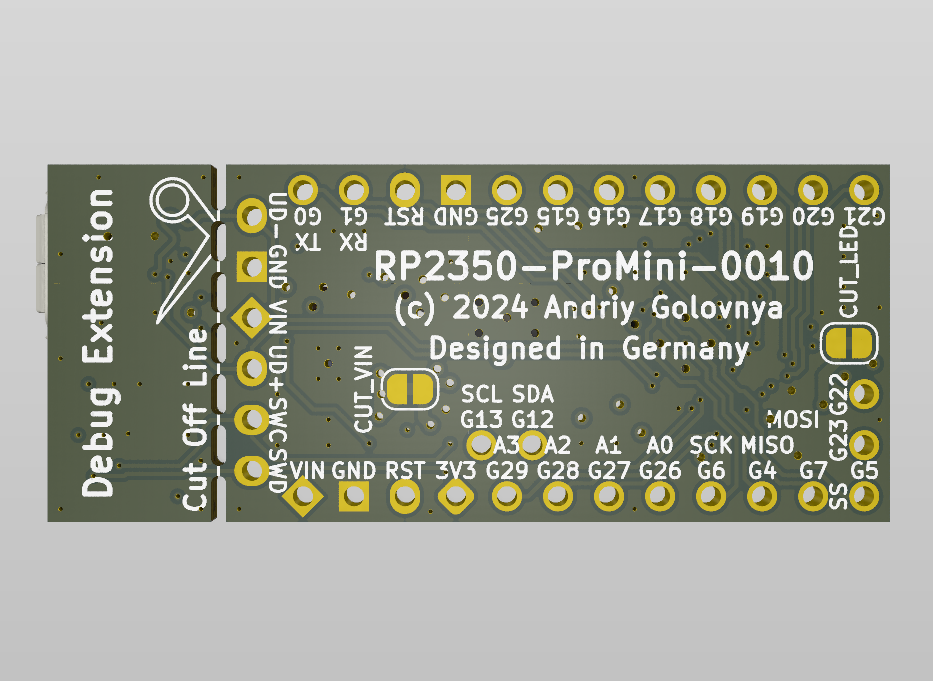 Debug Extension
Cut Off Line
UD- GND VIN UD+ SWC SWD
G0 G1 RST GND G25 G15 G16 G17 G18 G19 G20 G21
TX RX
RP2350-ProMini-0010
(c) 2024 Andriy Golovnya
Designed in Germany
CUT_LED
CUT_VIN
SCL SDA
G13 G12 MOSI G23 G22
A3 A2 A1 A0 SCK MISO
VIN GND RST 3V3 G29 G28 G27 G26 G6 G4 G7 G5
SS